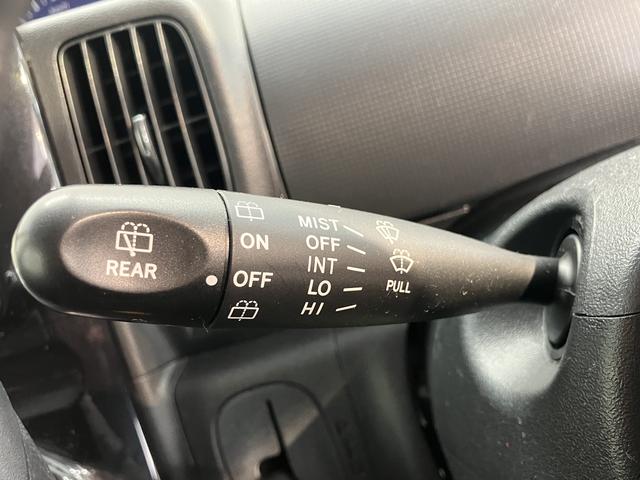 REAR
ON
OFF
MIST
OFF
INT
LO
HI
PULL